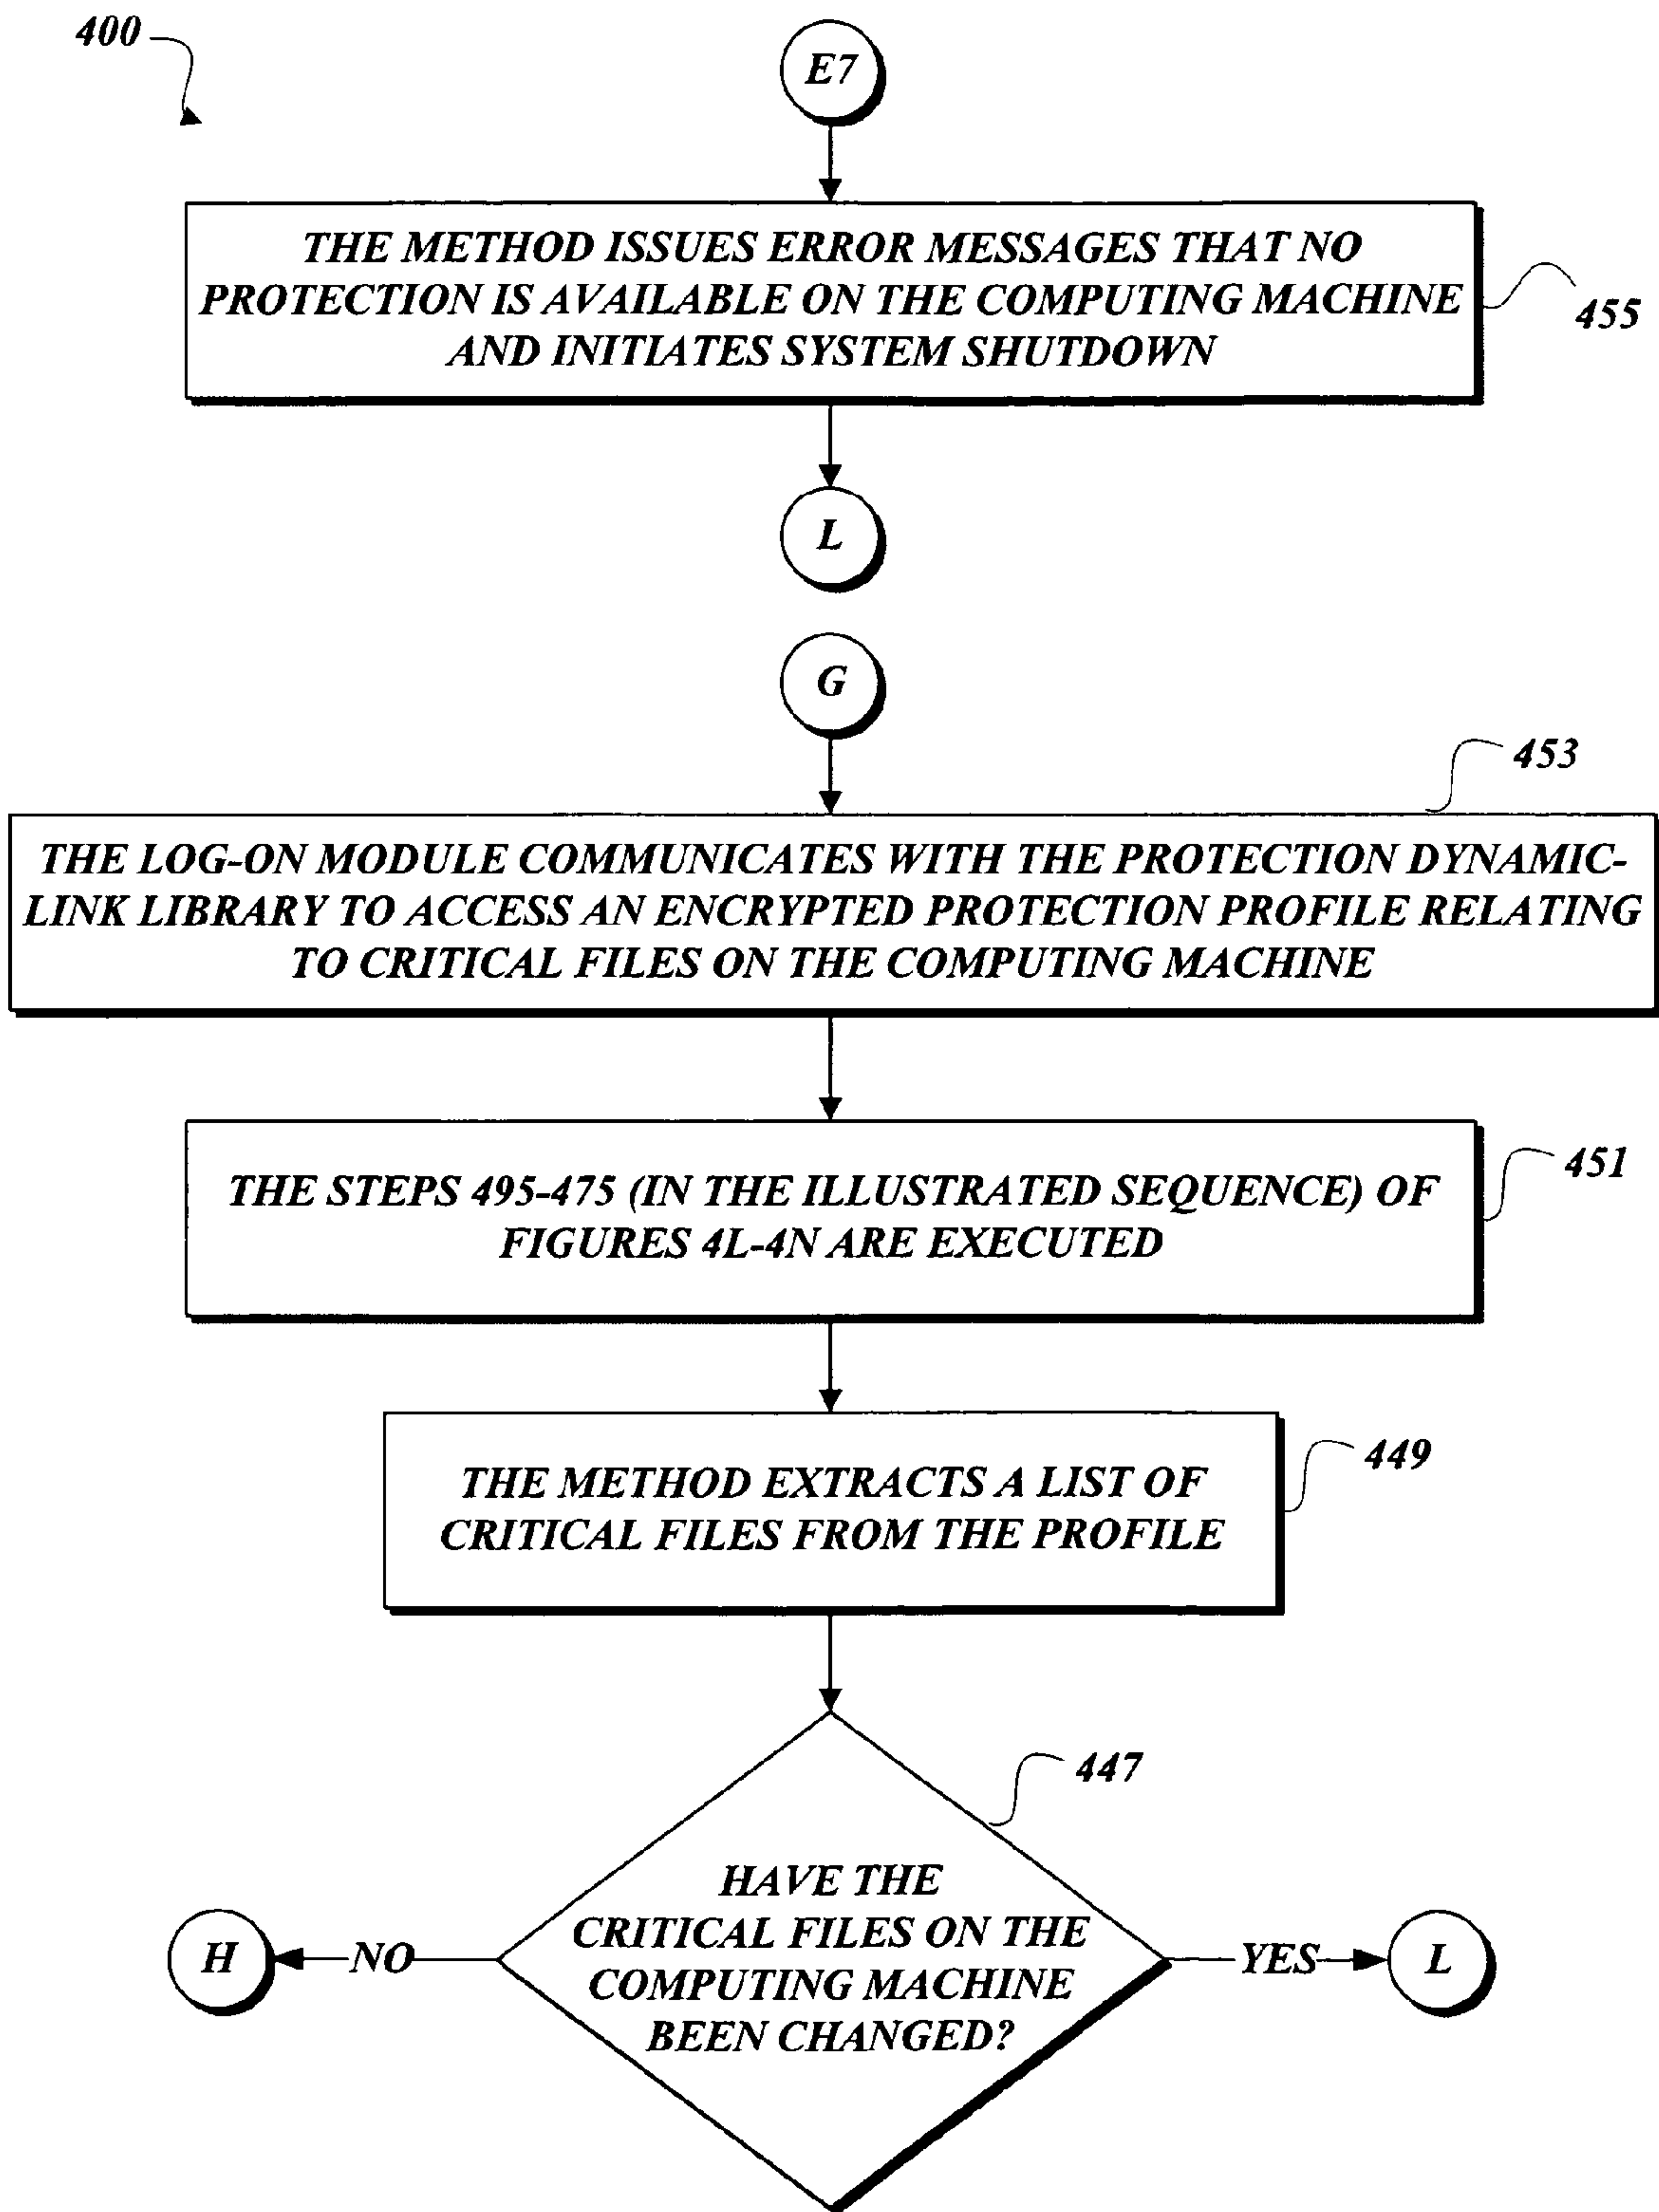 400
E7
THE METHOD ISSUES ERROR MESSAGES THAT NO
PROTECTION IS AVAILABLE ON THE COMPUTING MACHINE
AND INITIATES SYSTEM SHUTDOWN
455
L
G
453
THE LOG-ON MODULE COMMUNICATES WITH THE PROTECTION DYNAMIC-
LINK LIBRARY TO ACCESS AN ENCRYPTED PROTECTION PROFILE RELATING
TO CRITICAL FILES ON THE COMPUTING MACHINE
THE STEPS 495-475 (IN THE ILLUSTRATED SEQUENCE) OF
FIGURES 4L-4N ARE EXECUTED
451
THE METHOD EXTRACTS A LIST OF
CRITICAL FILES FROM THE PROFILE
449
447
HAVE THE
CRITICAL FILES ON THE
COMPUTING MACHINE
BEEN CHANGED?
H
NO
YES
L